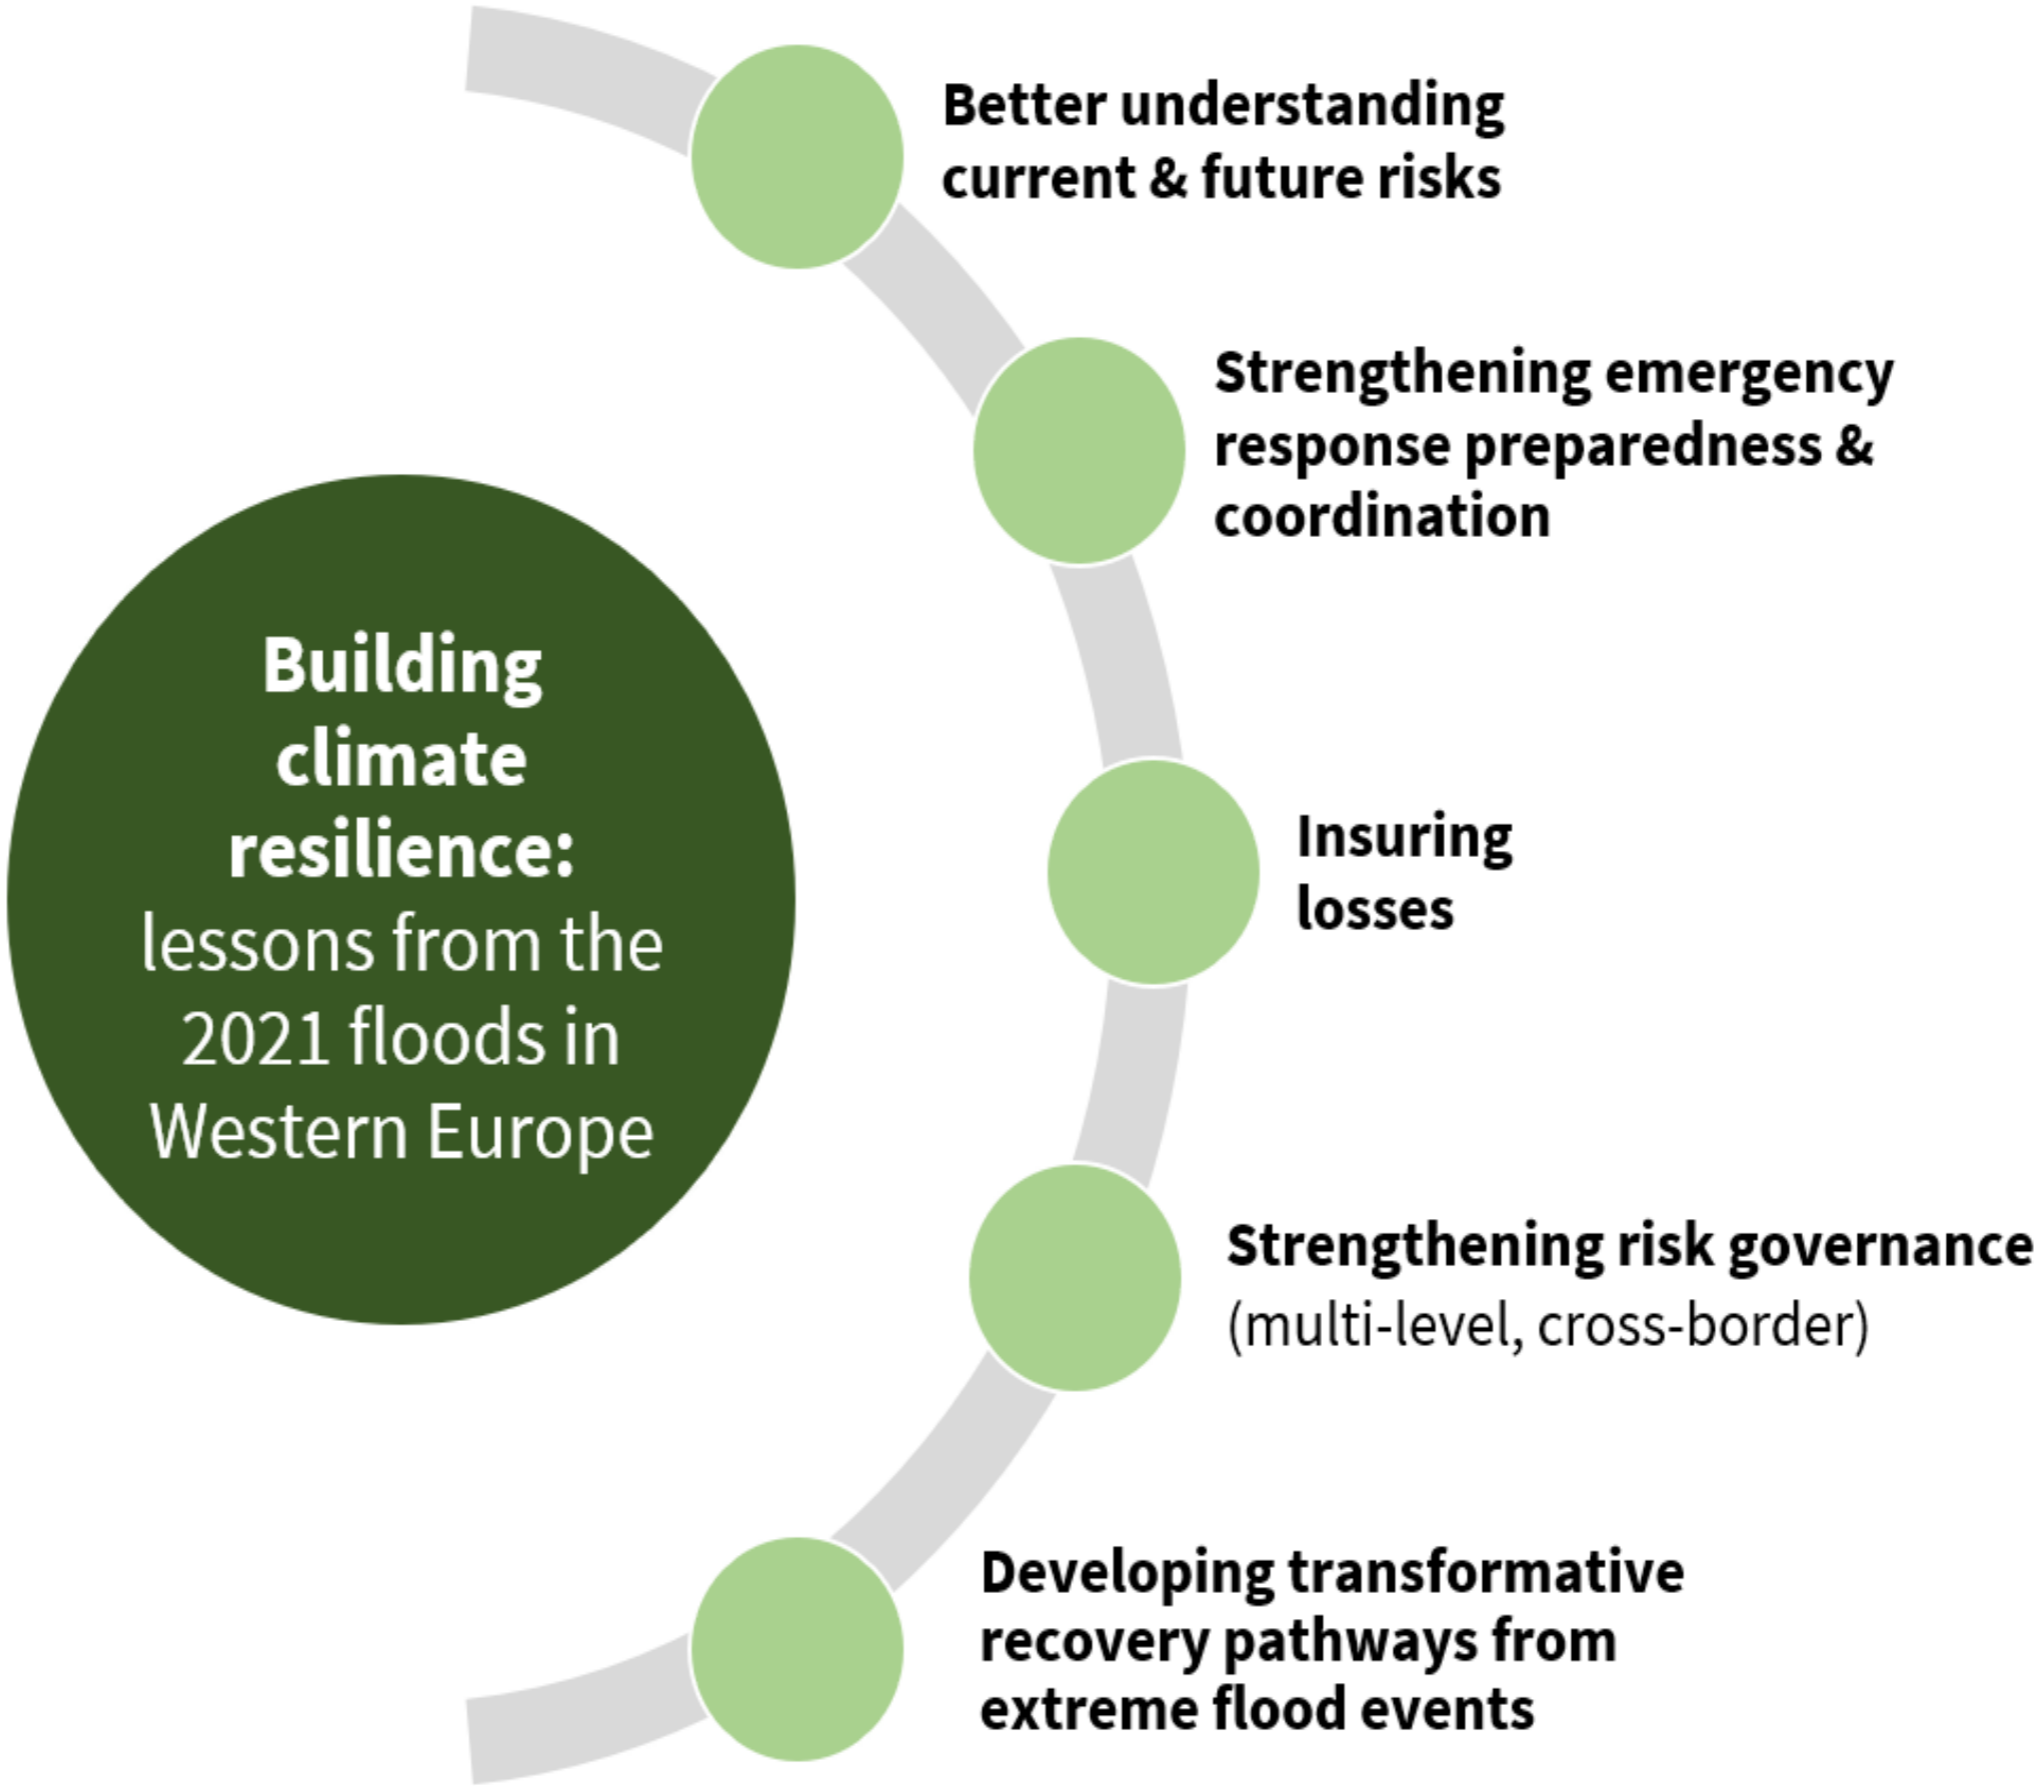 Building
climate
resilience:
lessons from the
2021 floods in
Western Europe
Better understanding
current & future risks
Strengthening emergency
response preparedness &
coordination
Insuring
losses
Strengthening risk governance
(multi-level, cross-border)
Developing transformative
recovery pathways from
extreme flood events